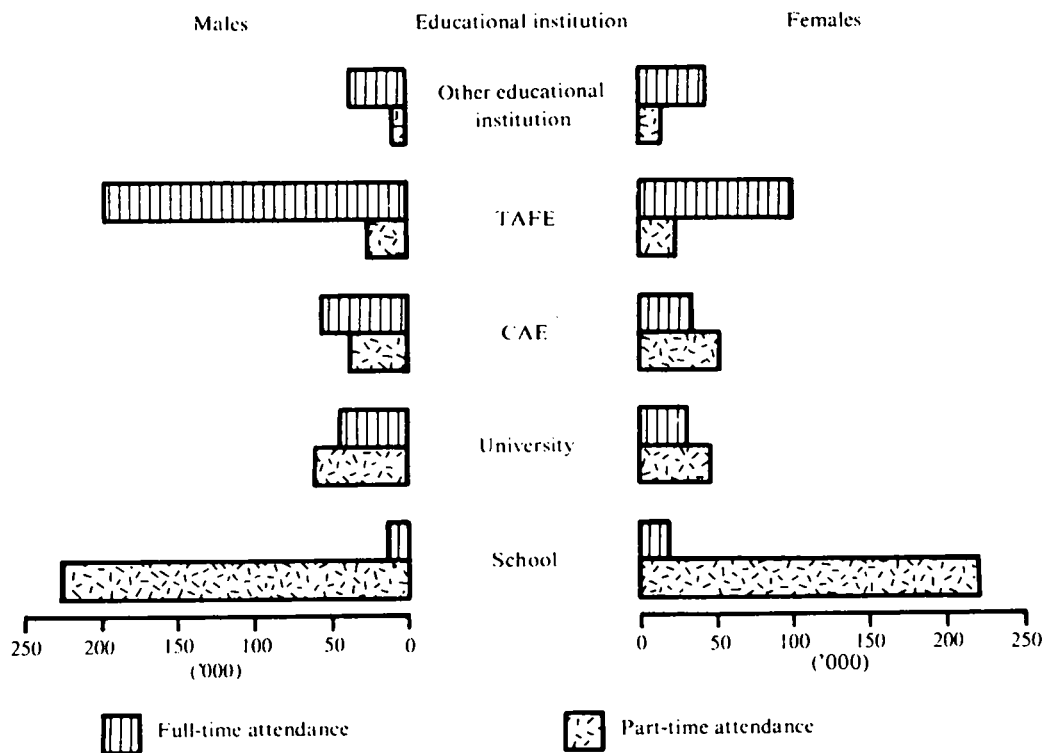 Males Educational institution Females
Other educational
institution
TAFE
CAE
University
School
250 200 150 100 50 0 0 50 100 150 200 250
('000) ('000)
Full-time attendance Part-time attendance